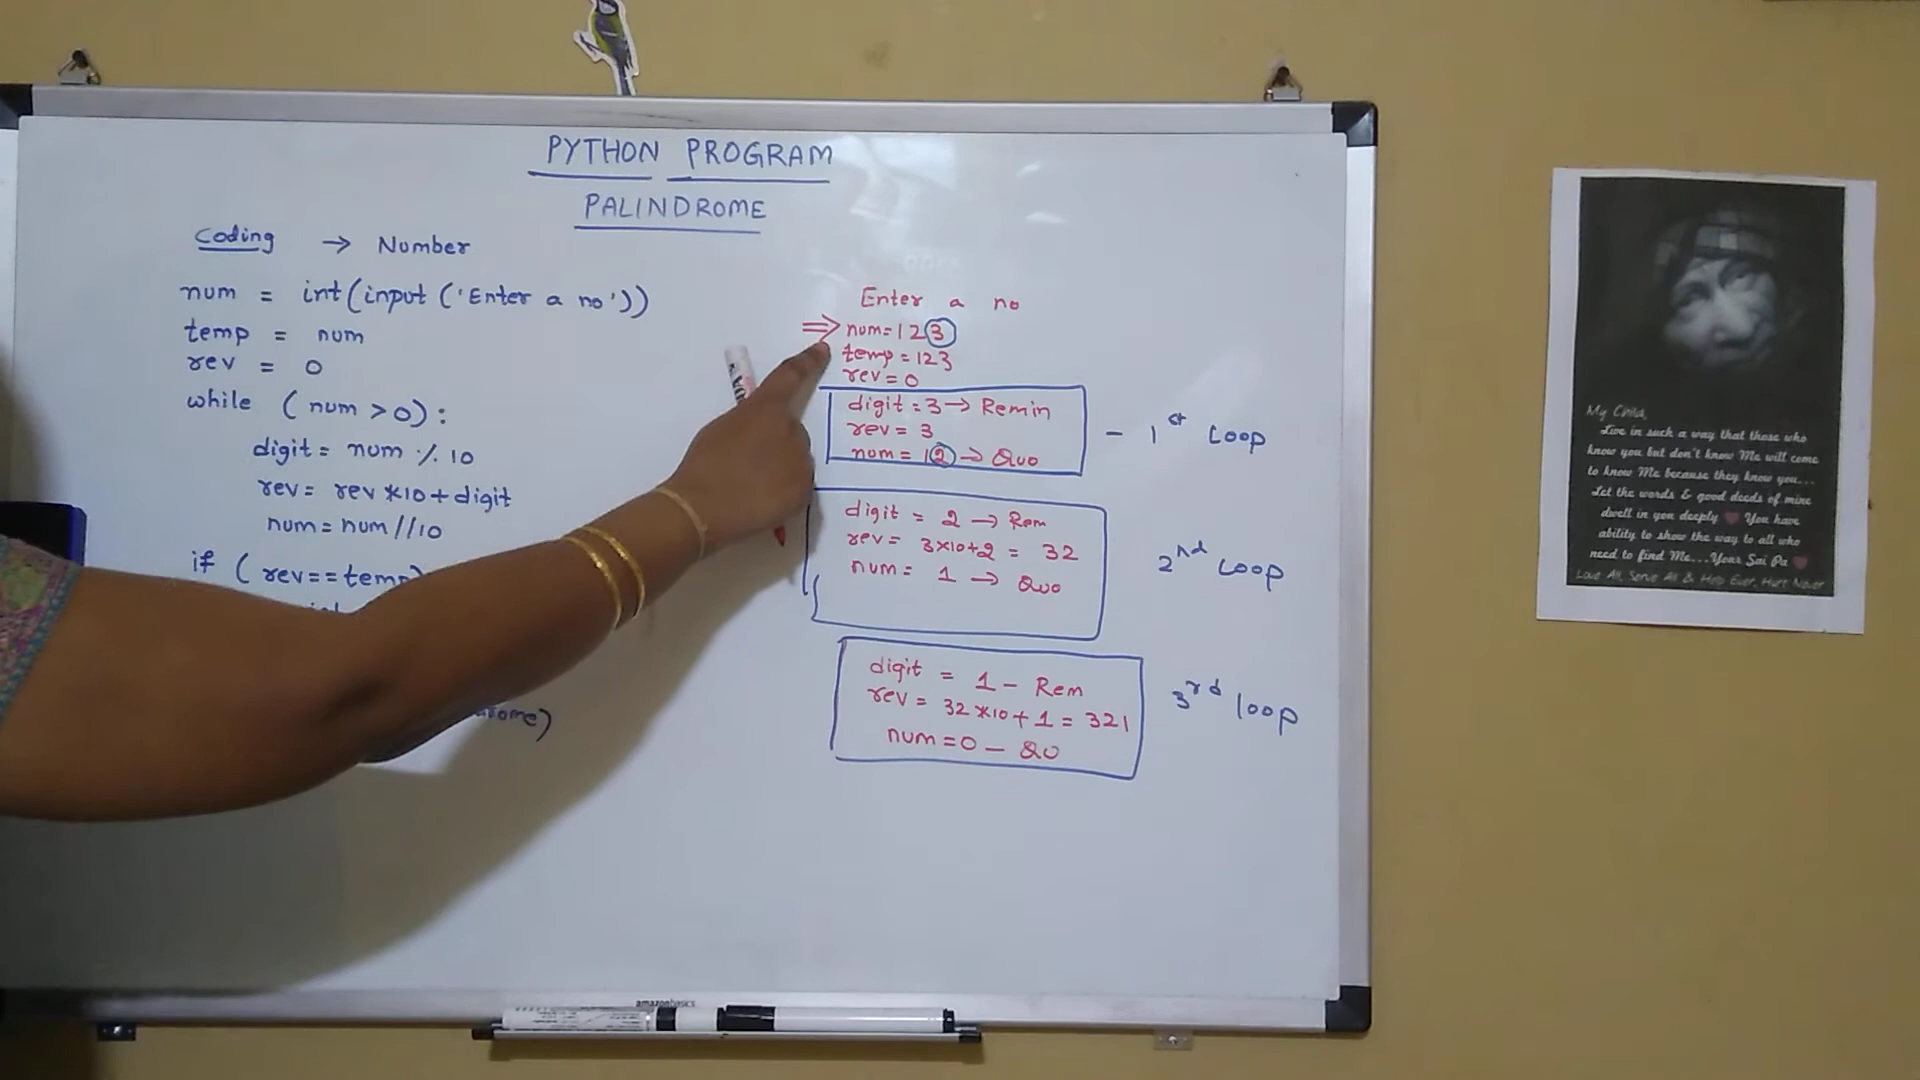 PYTHON PROGRAM
PALINDROME
Coding → Number
num = int(input('Enter a no'))
temp = num
rev = 0
while (num>0):
digit = num % 10
rev = rev*10+digit
num = num//10
if (rev==temp)
Enter a no
⇒ num=123
temp=123
rev=0
digit=3→ Remin
rev=3
num=12→ Quo
- 1st Loop
digit = 2 → Rem
rev= 3×10+2 = 32
num= 1 → Quo
2nd Loop
digit = 1 – Rem
rev = 32*10+1=321
num=0 – QU
3rd loop
amazonbasics
My Child,
Live in such a way that those who
know you but don't know Me will come
to know Me because they know you...
Let the words & good deeds of mine
dwell in you deeply ❤ You have
ability to show the way to all who
need to find Me...Your Sai Pa ❤
Love All, Serve All & Help Ever, Hurt Never